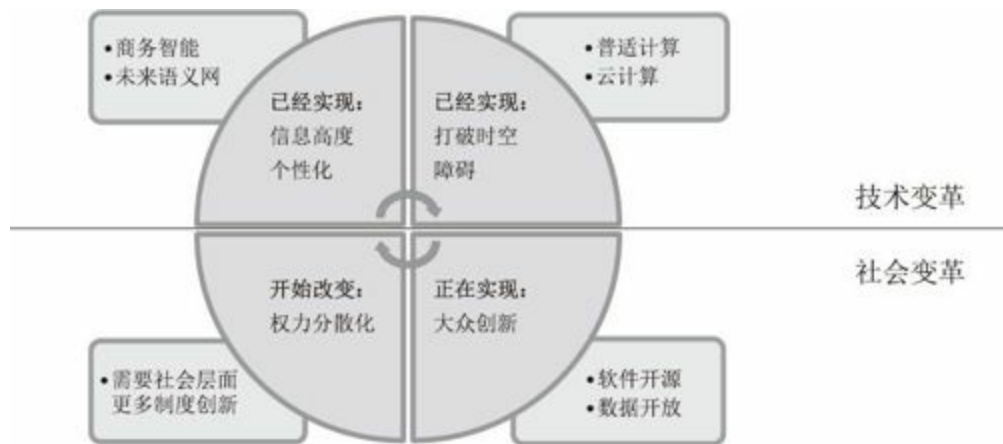 •商务智能
•未来语义网
已经实现：
信息高度
个性化
已经实现：
打破时空
障碍
•普适计算
•云计算
技术变革
社会变革
开始改变：
权力分散化
正在实现：
大众创新
•需要社会层面
更多制度创新
•软件开源
•数据开放